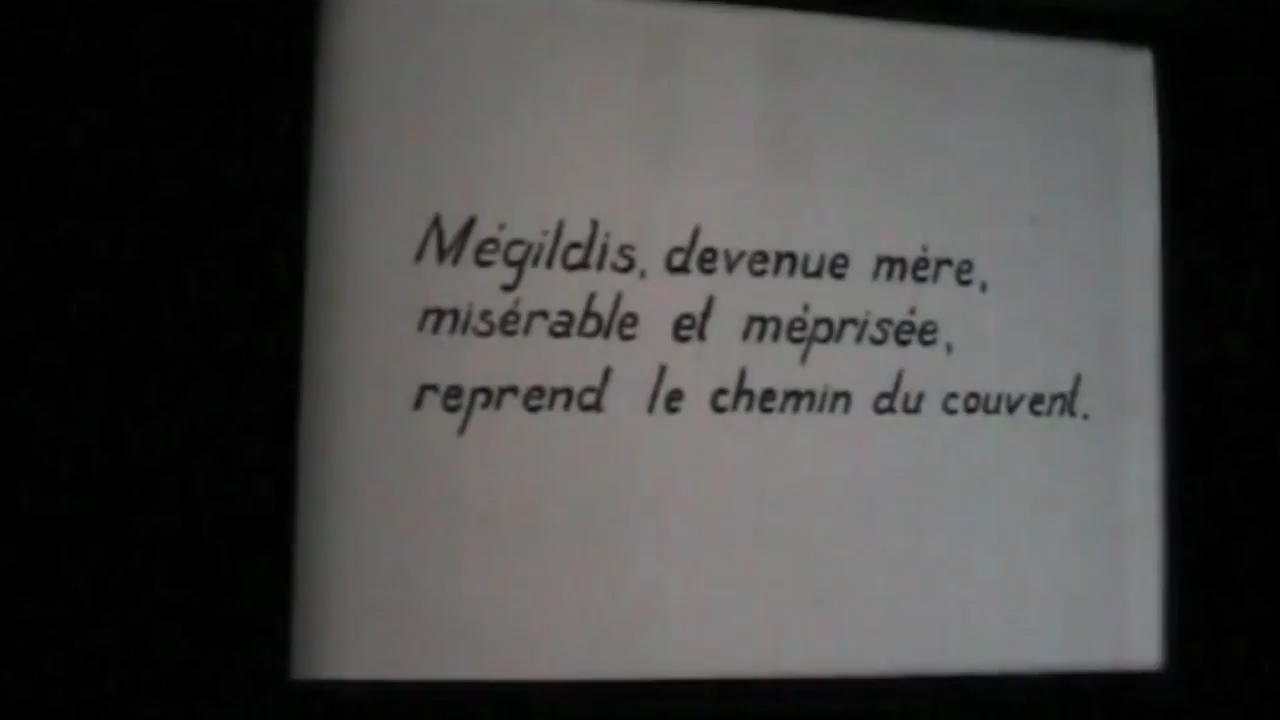 Mégildis, devenue mère,
misérable et méprisée,
reprend le chemin du couvent.